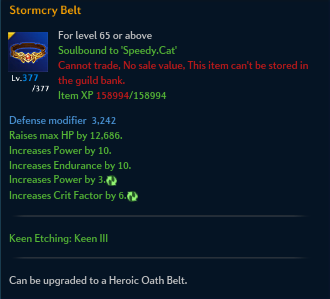 Stormcry Belt
For level 65 or above
Soulbound to 'Speedy.Cat'
Cannot trade. No sale value. This item can't be stored in
the guild bank.
Lv.377
/377
Item XP 158994/158994
Defense modifier 3,242
Raises max HP by 12,686.
Increases Power by 10.
Increases Endurance by 10.
Increases Power by 3.
Increases Crit Factor by 6.
Keen Etching: Keen III
Can be upgraded to a Heroic Oath Belt.